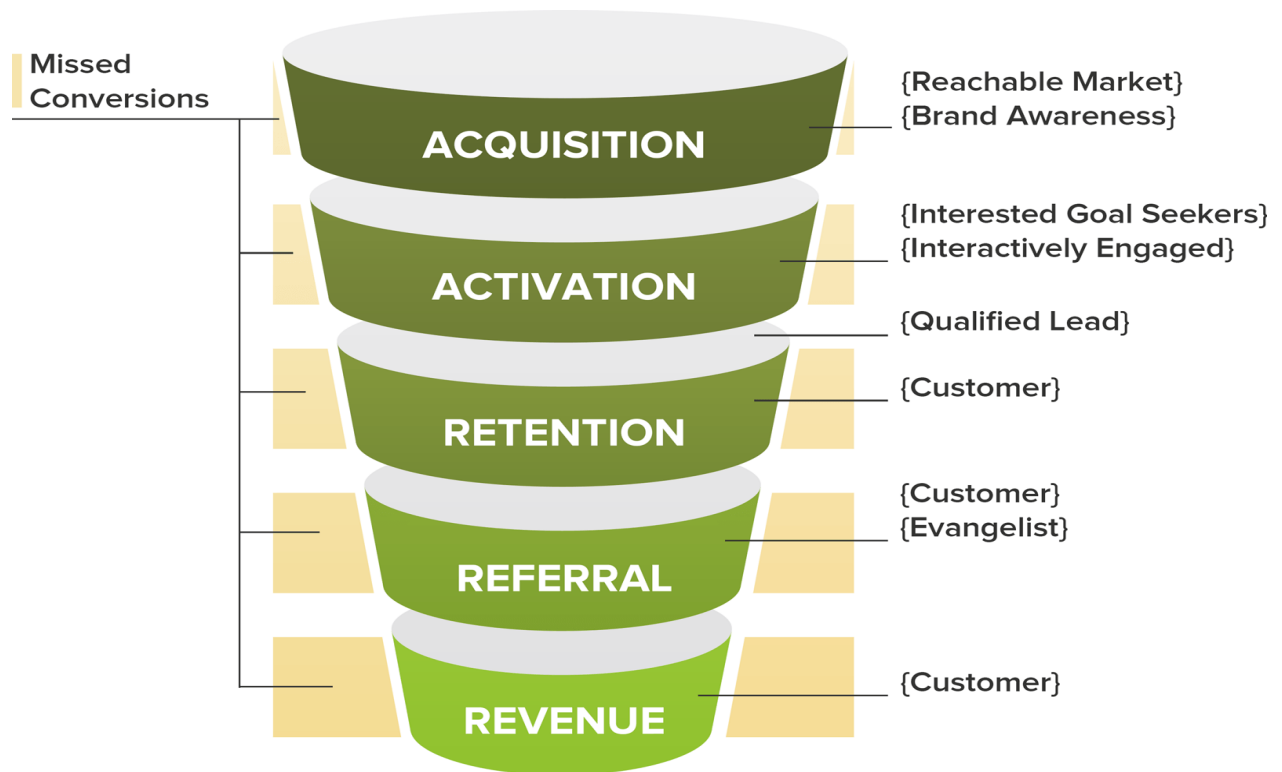 Missed
Conversions
{Reachable Market}
{Brand Awareness}
ACQUISITION
{Interested Goal Seekers}
{Interactively Engaged}
ACTIVATION
{Qualified Lead}
{Customer}
RETENTION
{Customer}
{Evangelist}
REFERRAL
{Customer}
REVENUE